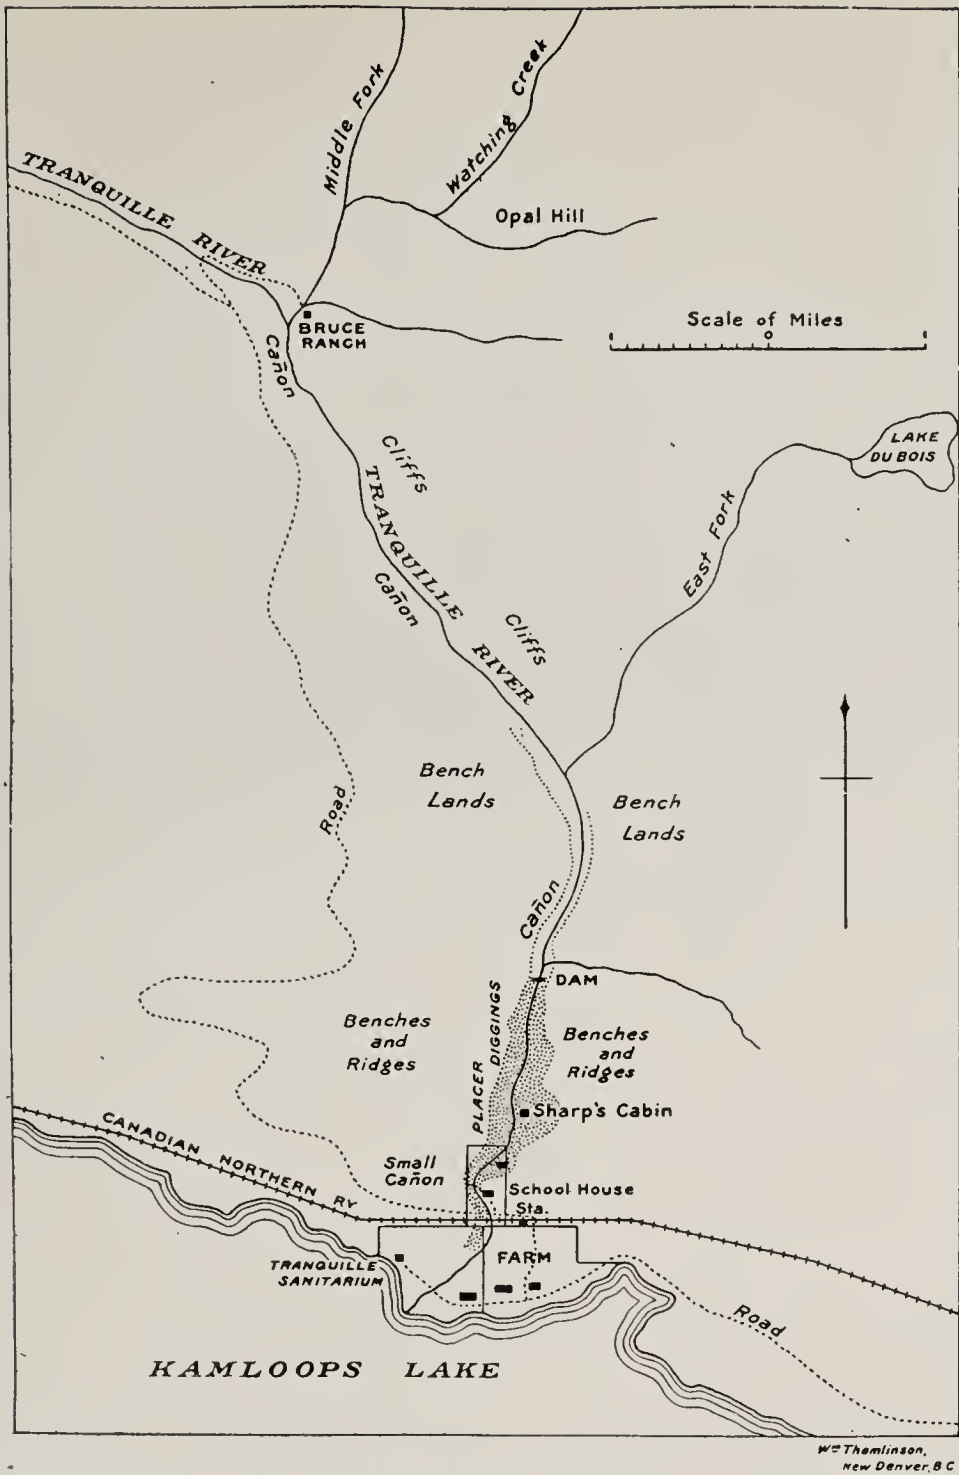 Middle Fork
Watching Creek
TRANQUILLE RIVER
Opal Hill
BRUCE
RANCH
Scale of Miles
0
Cañon
Cliffs
LAKE
DU BOIS
TRANQUILLE RIVER
Cañon
East Fork
Cliffs
Bench
Lands
Bench
Lands
Road
Cañon
DAM
PLACER DIGGINGS
Benches
and
Ridges
Benches
and
Ridges
Sharp's Cabin
CANADIAN NORTHERN RY
Small
Cañon
School House
Sta.
FARM
TRANQUILLE
SANITARIUM
Road
KAMLOOPS LAKE
Wm Thomlinson,
New Denver, B C